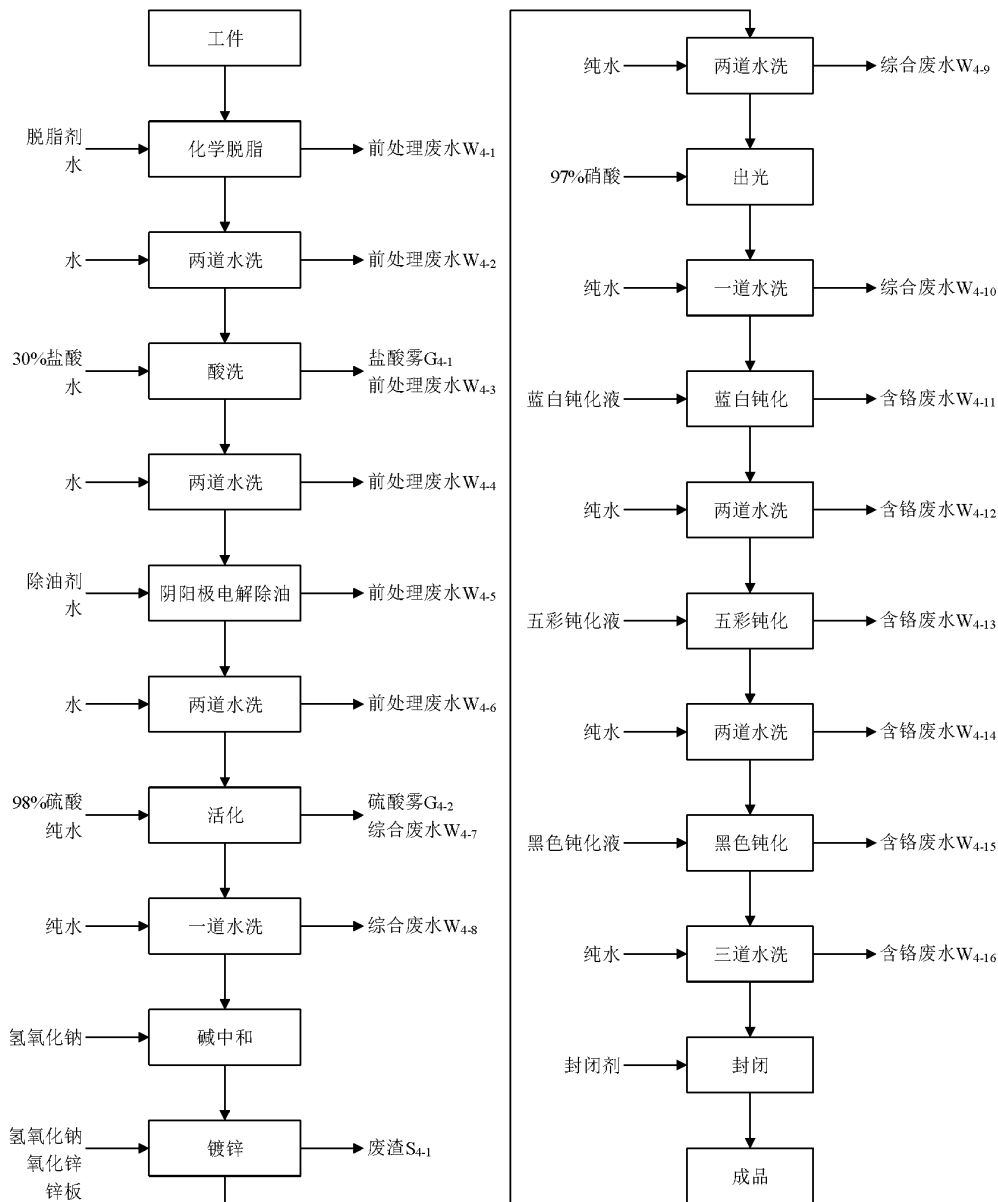 工件
脱脂剂
水
化学脱脂
前处理废水W4-1
水
两道水洗
前处理废水W4-2
30%盐酸
水
酸洗
盐酸雾G4-1
前处理废水W4-3
水
两道水洗
前处理废水W4-4
除油剂
水
阴阳极电解除油
前处理废水W4-5
水
两道水洗
前处理废水W4-6
98%硫酸
纯水
活化
硫酸雾G4-2
综合废水W4-7
纯水
一道水洗
综合废水W4-8
氢氧化钠
碱中和
氢氧化钠
氧化锌
锌板
镀锌
废渣S4-1
纯水
两道水洗
综合废水W4-9
97%硝酸
出光
纯水
一道水洗
综合废水W4-10
蓝白钝化液
蓝白钝化
含铬废水W4-11
纯水
两道水洗
含铬废水W4-12
五彩钝化液
五彩钝化
含铬废水W4-13
纯水
两道水洗
含铬废水W4-14
黑色钝化液
黑色钝化
含铬废水W4-15
纯水
三道水洗
含铬废水W4-16
封闭剂
封闭
成品